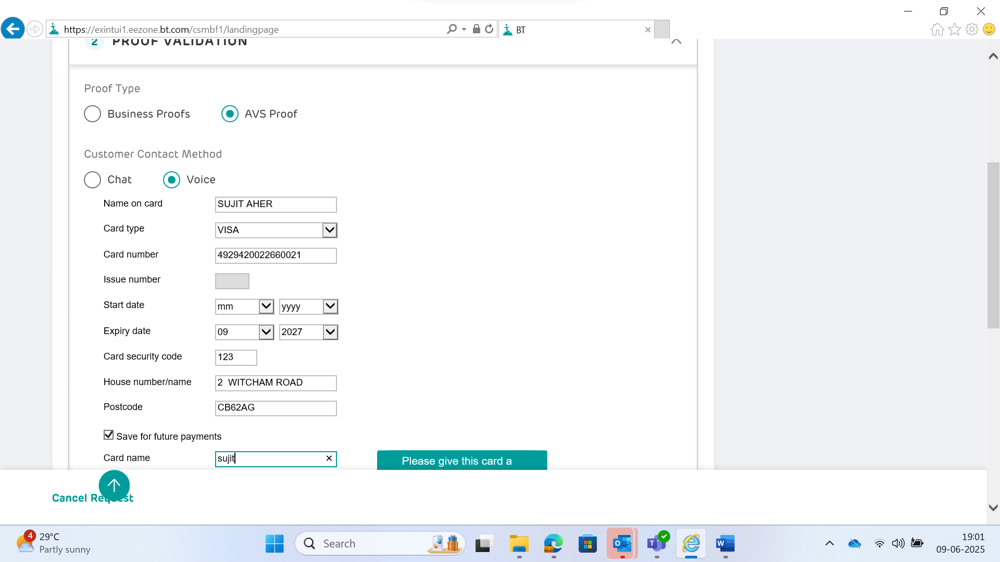 https://exintui1.eezone.bt.com/csmbf1/landingpage
BT
2 PROOF VALIDATION
Proof Type
Business Proofs
AVS Proof
Customer Contact Method
Chat
Voice
Name on card
SUJIT AHER
Card type
VISA
Card number
4929420022660021
Issue number
Start date
mm
yyyy
Expiry date
09
2027
Card security code
123
House number/name
2  WITCHAM ROAD
Postcode
CB62AG
Save for future payments
Card name
sujit
Please give this card a
Cancel Request
4
29°C
Partly sunny
Search
19:01
09-06-2025